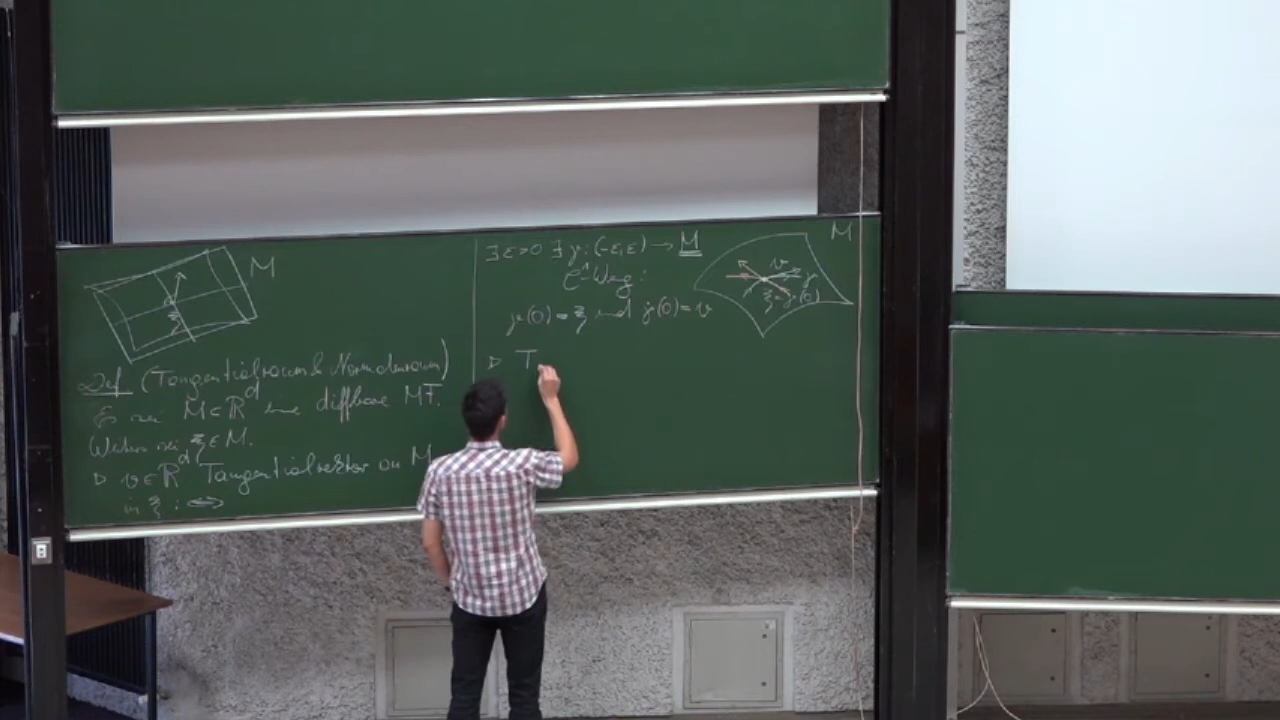 M
ξ
Def (Tangentialraum & Normalraum)
Es sei M ⊂ ℝ^d eine diffbare MF.
Weiter sei ξ ∈ M.
▷ v ∈ ℝ^d Tangentialvektor an M
in ξ :⇔
∃ ε>0 ∃ γ: (-ε,ε) → M
C¹-Weg:
γ(0) = ξ und γ̇(0) = v
▷ T
M
v
γ
ξ = γ(0)